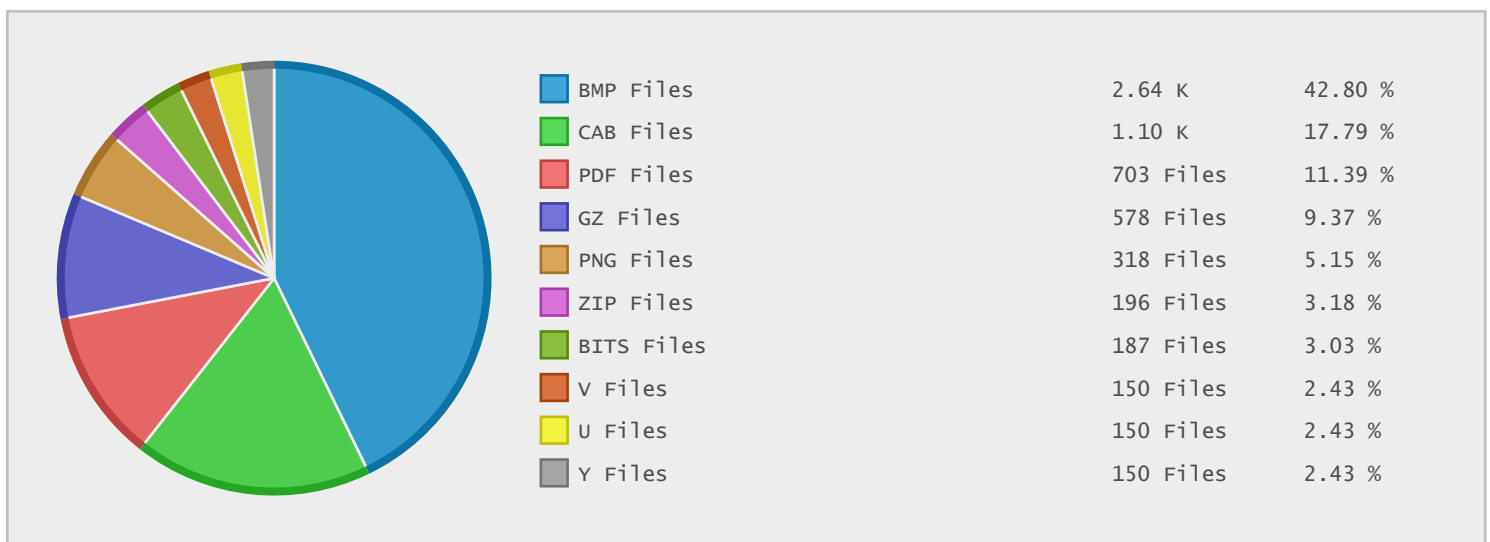 BMP Files 2.64 K 42.80 %
CAB Files 1.10 K 17.79 %
PDF Files 703 Files 11.39 %
GZ Files 578 Files 9.37 %
PNG Files 318 Files 5.15 %
ZIP Files 196 Files 3.18 %
BITS Files 187 Files 3.03 %
V Files 150 Files 2.43 %
U Files 150 Files 2.43 %
Y Files 150 Files 2.43 %